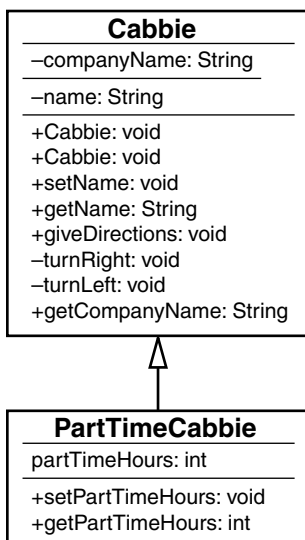 Cabbie
–companyName: String
–name: String
+Cabbie: void
+Cabbie: void
+setName: void
+getName: String
+giveDirections: void
–turnRight: void
–turnLeft: void
+getCompanyName: String
PartTimeCabbie
partTimeHours: int
+setPartTimeHours: void
+getPartTimeHours: int